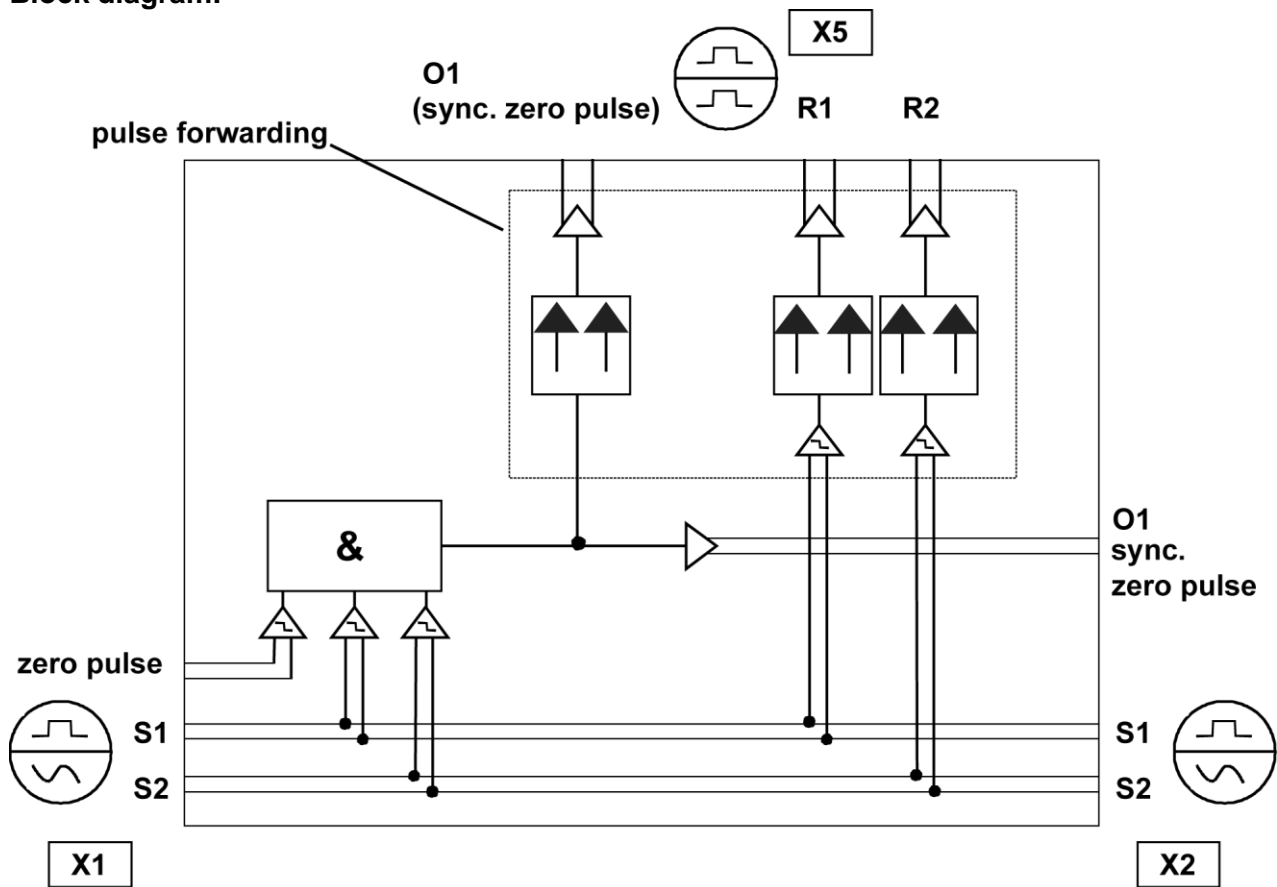 Block diagram:
X5
O1
(sync. zero pulse)
R1 R2
pulse forwarding
&
O1
sync.
zero pulse
zero pulse
S1
S1
S2
S2
X1
X2